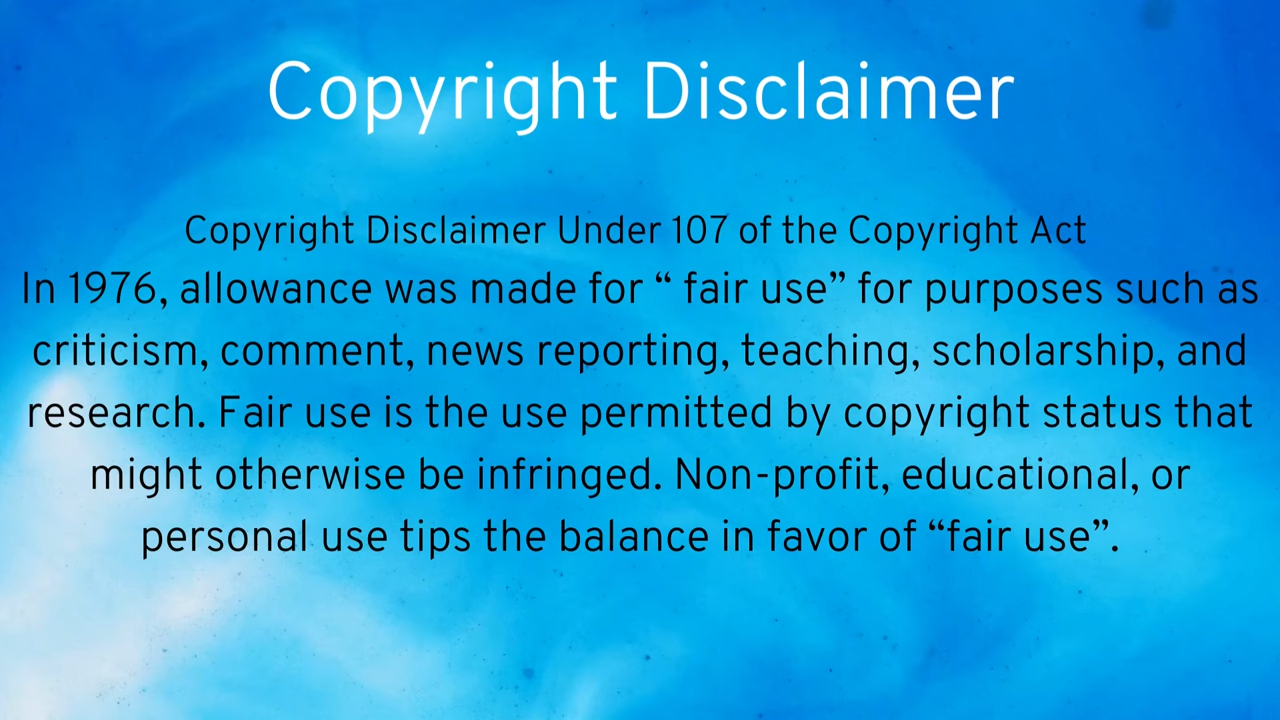 Copyright Disclaimer
Copyright Disclaimer Under 107 of the Copyright Act
In 1976, allowance was made for “ fair use” for purposes such as
criticism, comment, news reporting, teaching, scholarship, and
research. Fair use is the use permitted by copyright status that
might otherwise be infringed. Non-profit, educational, or
personal use tips the balance in favor of “fair use”.